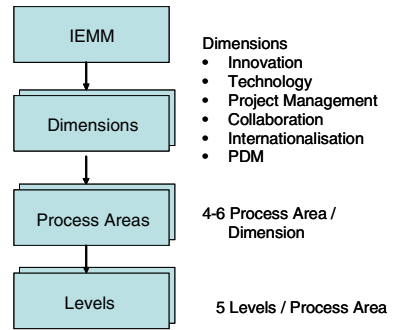 IEMM
Dimensions
• Innovation
• Technology
• Project Management
• Collaboration
• Internationalisation
• PDM
Dimensions
Process Areas
4-6 Process Area /
Dimension
Levels
5 Levels / Process Area